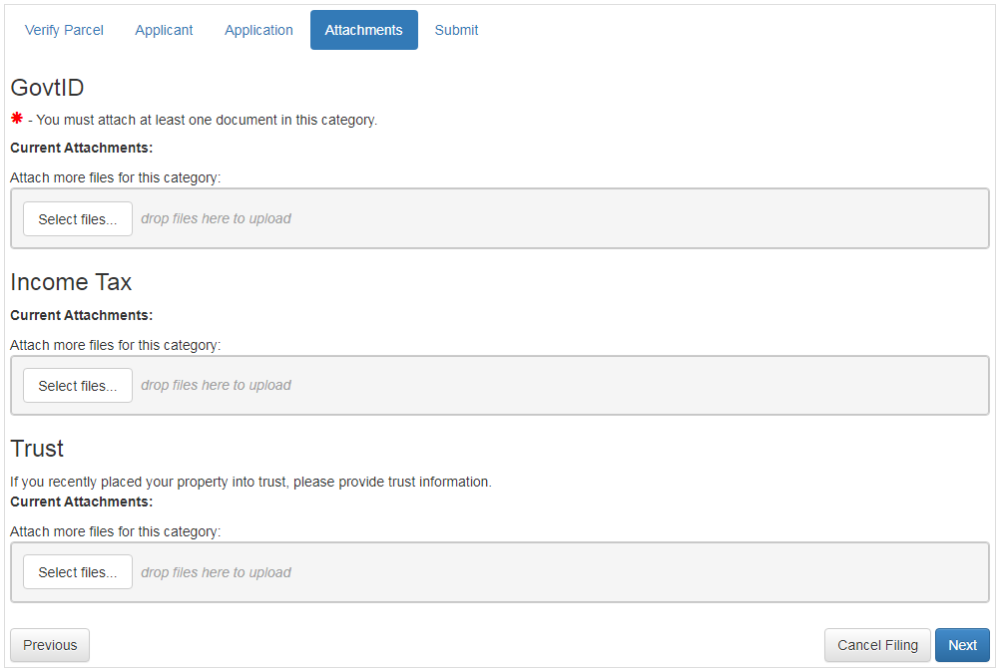 Verify Parcel Applicant Application Attachments Submit
GovtID
✱ - You must attach at least one document in this category.
Current Attachments:
Attach more files for this category:
Select files... drop files here to upload
Income Tax
Current Attachments:
Attach more files for this category:
Select files... drop files here to upload
Trust
If you recently placed your property into trust, please provide trust information.
Current Attachments:
Attach more files for this category:
Select files... drop files here to upload
Previous Cancel Filing Next